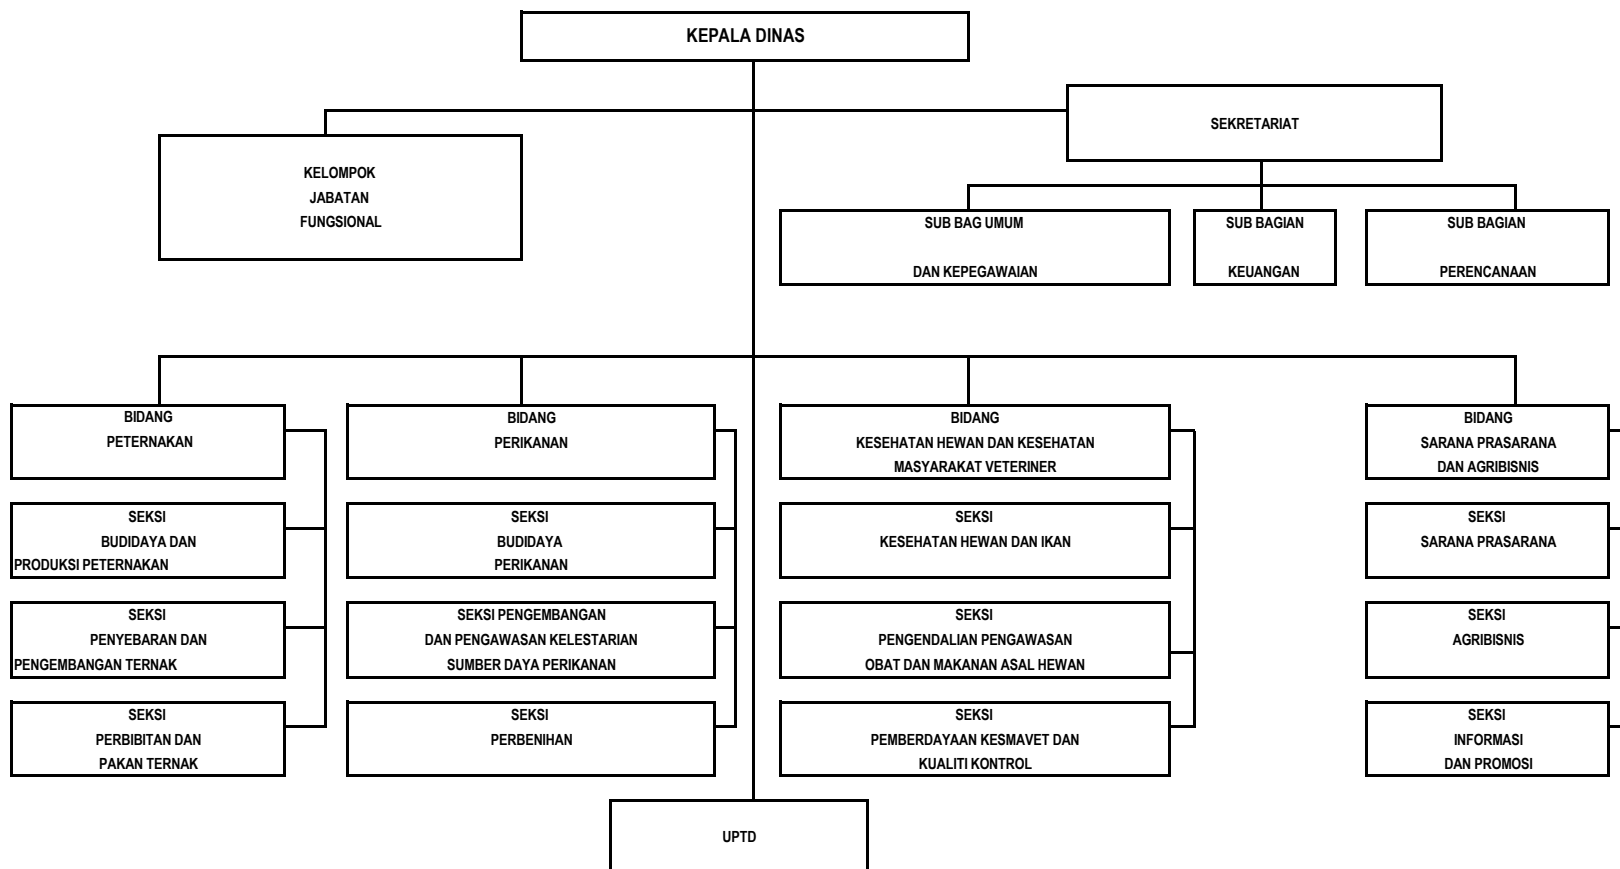 KEPALA DINAS
SEKRETARIAT
KELOMPOK
JABATAN
FUNGSIONAL
SUB BAG UMUM
DAN KEPEGAWAIAN
SUB BAGIAN
KEUANGAN
SUB BAGIAN
PERENCANAAN
BIDANG
PETERNAKAN
BIDANG
PERIKANAN
BIDANG
KESEHATAN HEWAN DAN KESEHATAN
MASYARAKAT VETERINER
BIDANG
SARANA PRASARANA
DAN AGRIBISNIS
SEKSI
BUDIDAYA DAN
PRODUKSI PETERNAKAN
SEKSI
BUDIDAYA
PERIKANAN
SEKSI
KESEHATAN HEWAN DAN IKAN
SEKSI
SARANA PRASARANA
SEKSI
PENYEBARAN DAN
PENGEMBANGAN TERNAK
SEKSI PENGEMBANGAN
DAN PENGAWASAN KELESTARIAN
SUMBER DAYA PERIKANAN
SEKSI
PENGENDALIAN PENGAWASAN
OBAT DAN MAKANAN ASAL HEWAN
SEKSI
AGRIBISNIS
SEKSI
PERBIBITAN DAN
PAKAN TERNAK
SEKSI
PERBENIHAN
SEKSI
PEMBERDAYAAN KESMAVET DAN
KUALITI KONTROL
SEKSI
INFORMASI
DAN PROMOSI
UPTD